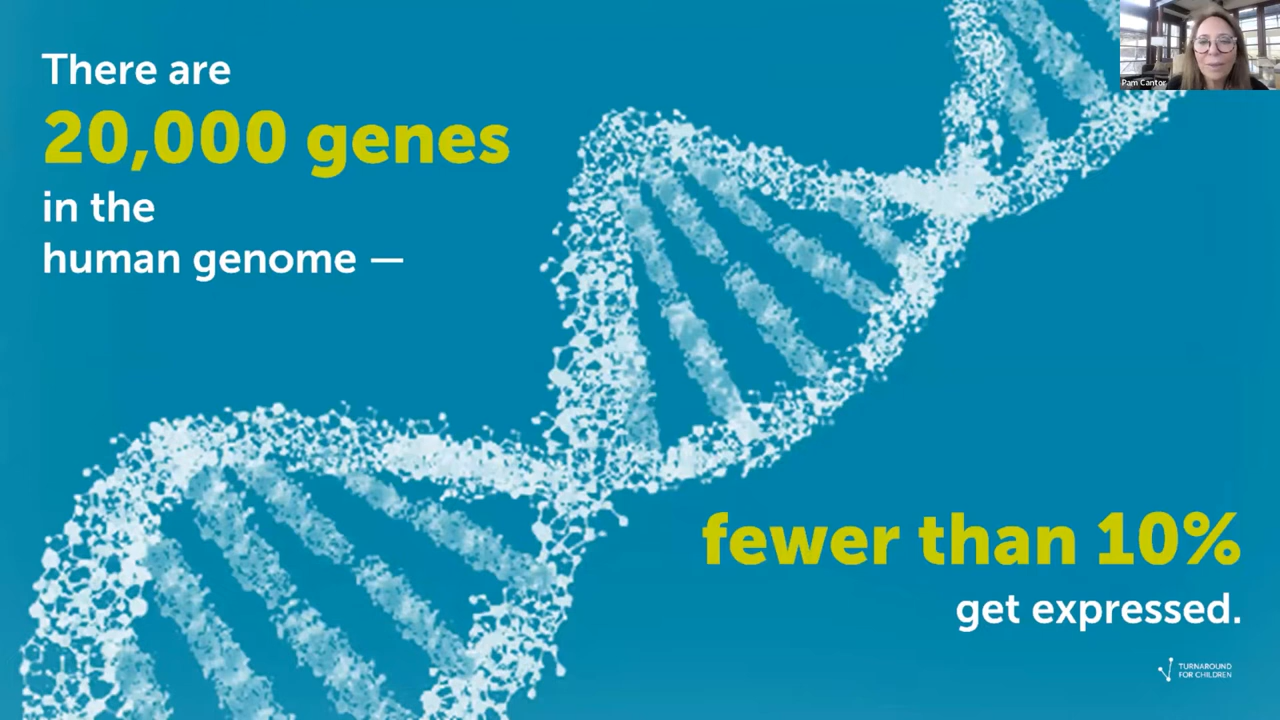 There are
20,000 genes
in the
human genome —
fewer than 10%
get expressed.
Pam Cantor
TURNAROUND
FOR CHILDREN